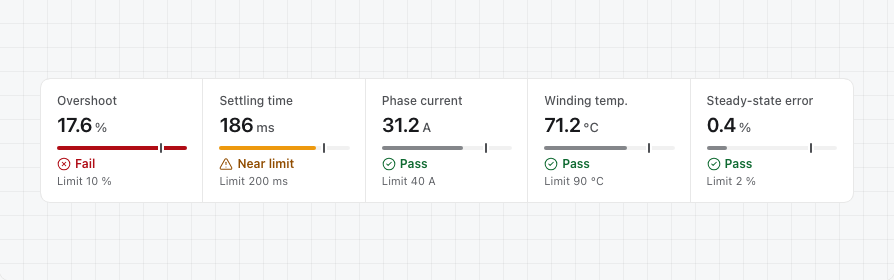 Overshoot
17.6 %
Fail
Limit 10 %
Settling time
186 ms
Near limit
Limit 200 ms
Phase current
31.2 A
Pass
Limit 40 A
Winding temp.
71.2 °C
Pass
Limit 90 °C
Steady-state error
0.4 %
Pass
Limit 2 %